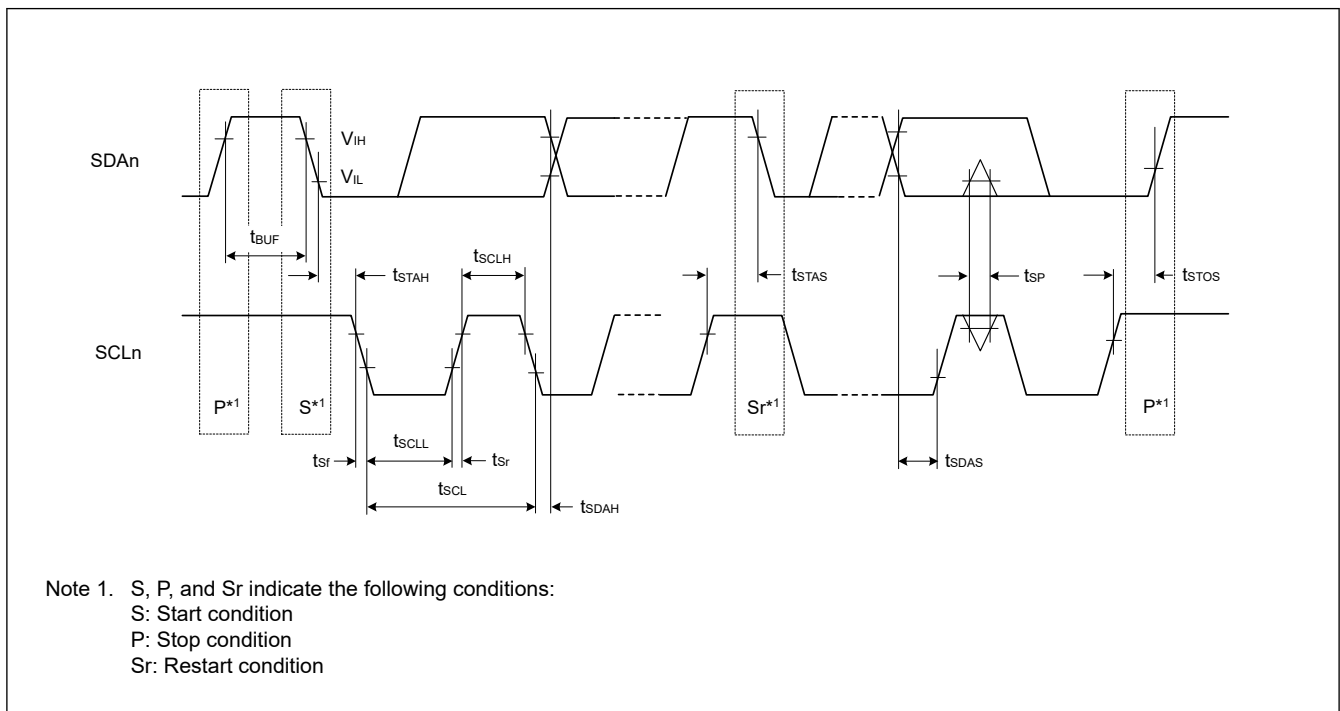 SDAn
VIH
VIL
tBUF
tSTAH
tSCLH
tSTAS
tSP
tSTOS
SCLn
P*1
S*1
Sr*1
P*1
tSf
tSCLL
tSr
tSCL
tSDAH
tSDAS
Note 1. S, P, and Sr indicate the following conditions:
S: Start condition
P: Stop condition
Sr: Restart condition